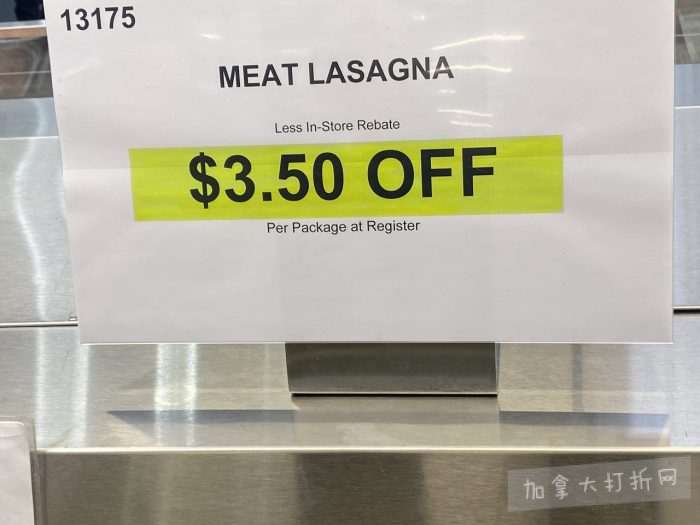 13175
MEAT LASAGNA
Less In-Store Rebate
$3.50 OFF
Per Package at Register
加拿大打折网